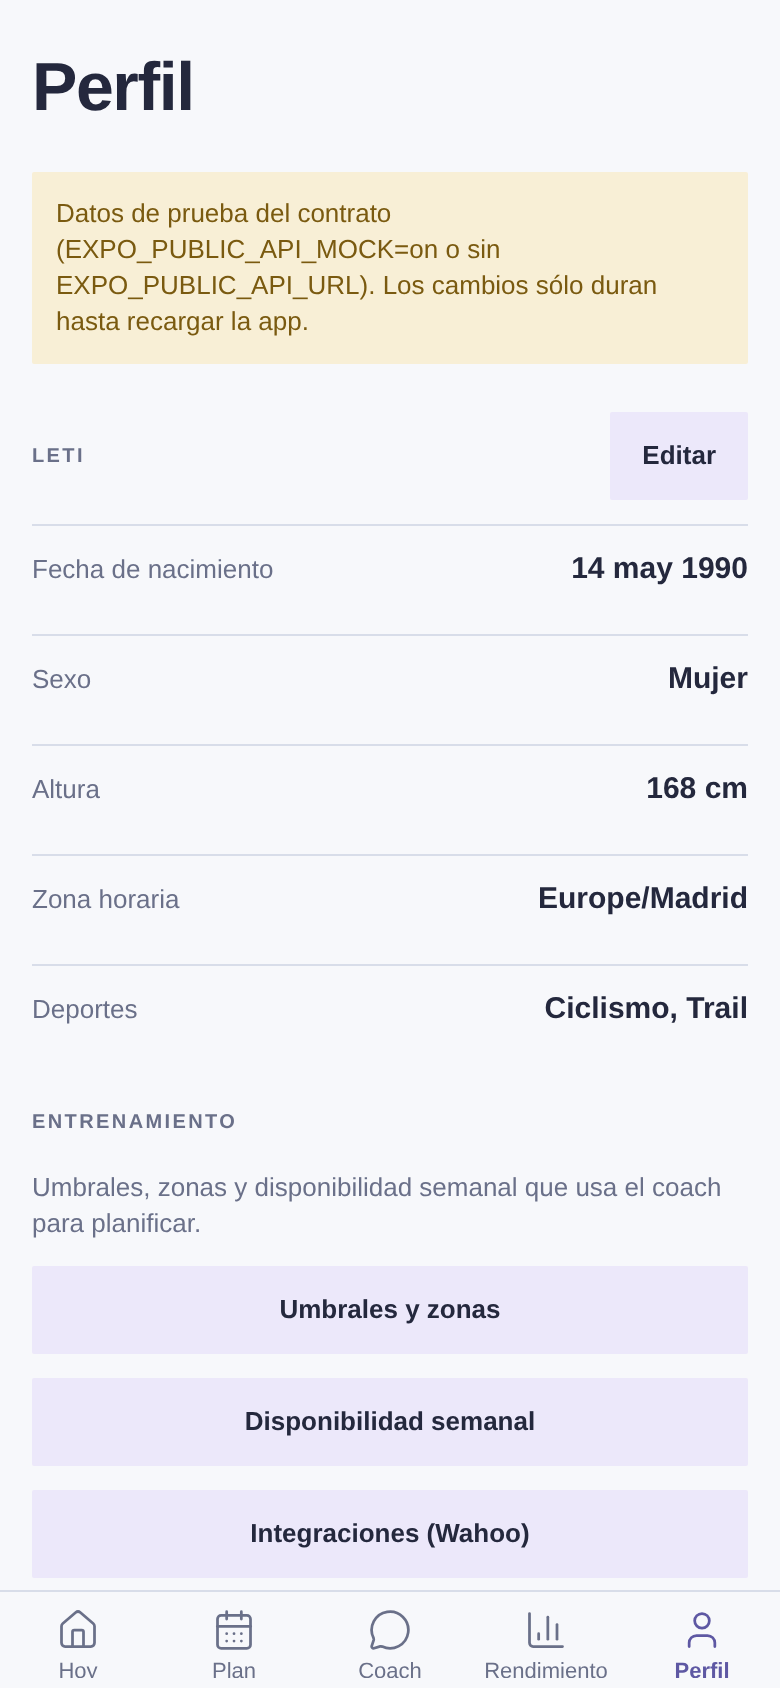 Perfil
Datos de prueba del contrato
(EXPO_PUBLIC_API_MOCK=on o sin
EXPO_PUBLIC_API_URL). Los cambios sólo duran
hasta recargar la app.
LETI
Editar
Fecha de nacimiento
14 may 1990
Sexo
Mujer
Altura
168 cm
Zona horaria
Europe/Madrid
Deportes
Ciclismo, Trail
ENTRENAMIENTO
Umbrales, zonas y disponibilidad semanal que usa el coach
para planificar.
Umbrales y zonas
Disponibilidad semanal
Integraciones (Wahoo)
Hoy
Plan
Coach
Rendimiento
Perfil